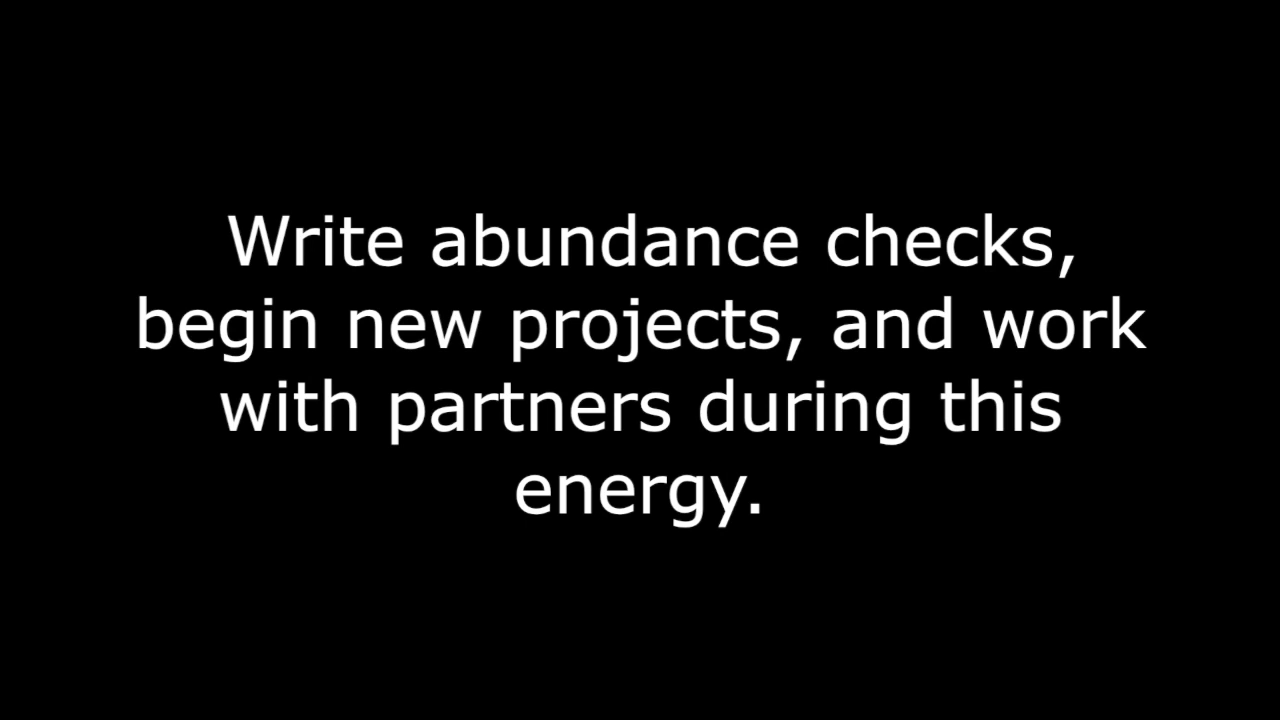 Write abundance checks,
begin new projects, and work
with partners during this
energy.